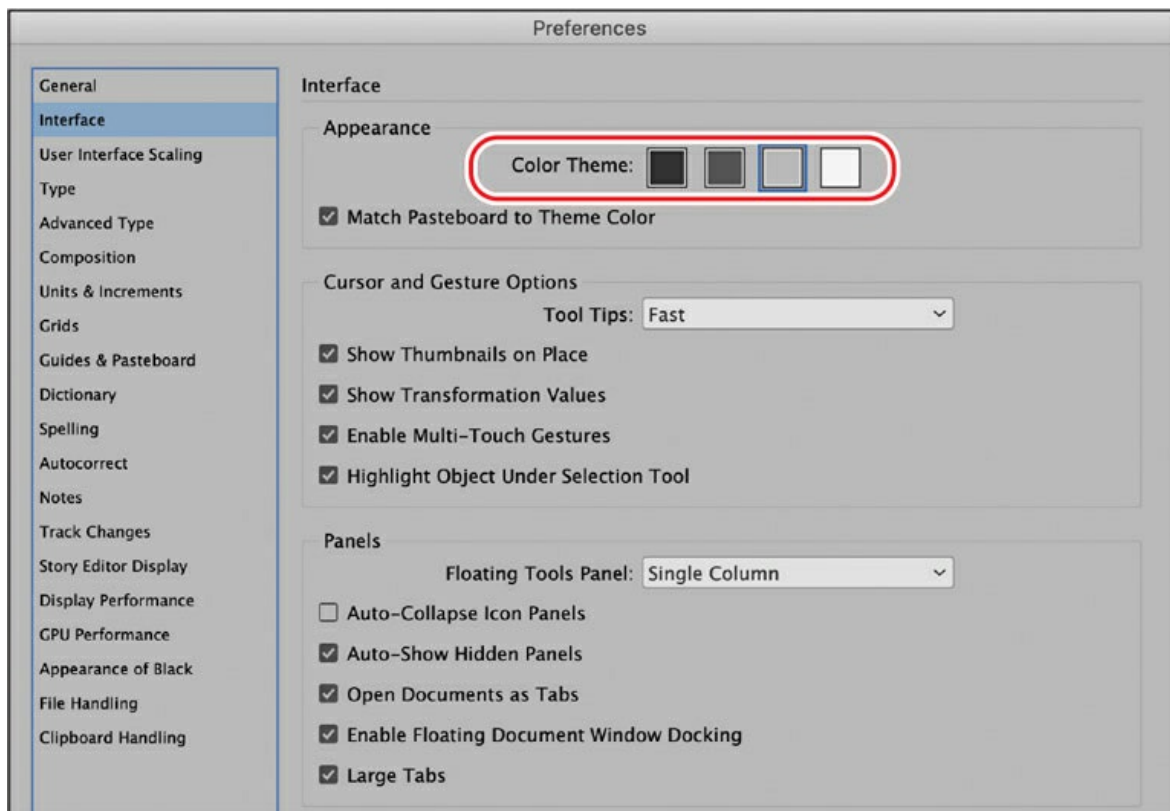 Preferences
General
Interface
User Interface Scaling
Type
Advanced Type
Composition
Units & Increments
Grids
Guides & Pasteboard
Dictionary
Spelling
Autocorrect
Notes
Track Changes
Story Editor Display
Display Performance
GPU Performance
Appearance of Black
File Handling
Clipboard Handling
Interface
Appearance
Color Theme:
Match Pasteboard to Theme Color
Cursor and Gesture Options
Tool Tips: Fast
Show Thumbnails on Place
Show Transformation Values
Enable Multi-Touch Gestures
Highlight Object Under Selection Tool
Panels
Floating Tools Panel: Single Column
Auto-Collapse Icon Panels
Auto-Show Hidden Panels
Open Documents as Tabs
Enable Floating Document Window Docking
Large Tabs